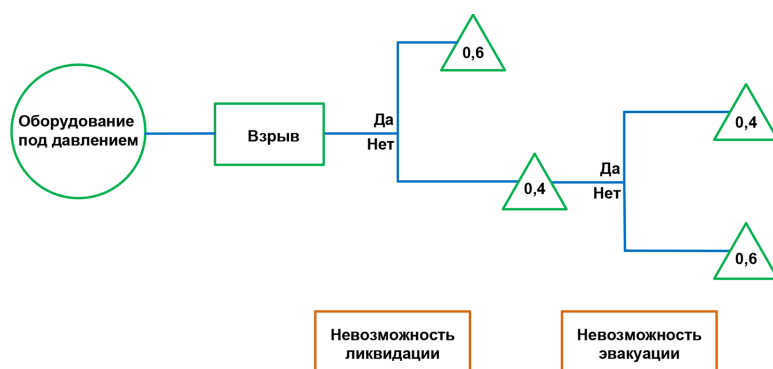 0,6
Оборудование
под давлением
Взрыв
Да
Нет
0,4
Да
Нет
0,4
0,6
Невозможность
ликвидации
Невозможность
эвакуации